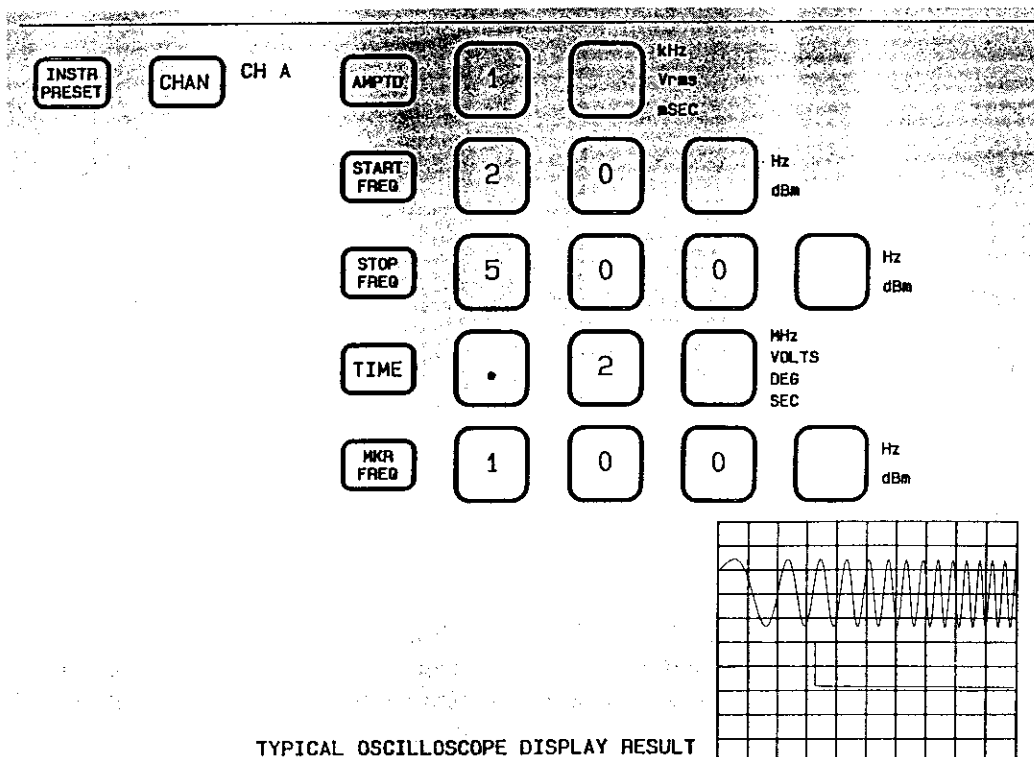 INSTR
PRESET
CHAN
CH A
AMPTD
1
kHz
Vrms
mSEC
START
FREQ
2
0
Hz
dBm
STOP
FREQ
5
0
0
Hz
dBm
TIME
.
2
MHz
VOLTS
DEG
SEC
MKR
FREQ
1
0
0
Hz
dBm
TYPICAL OSCILLOSCOPE DISPLAY RESULT